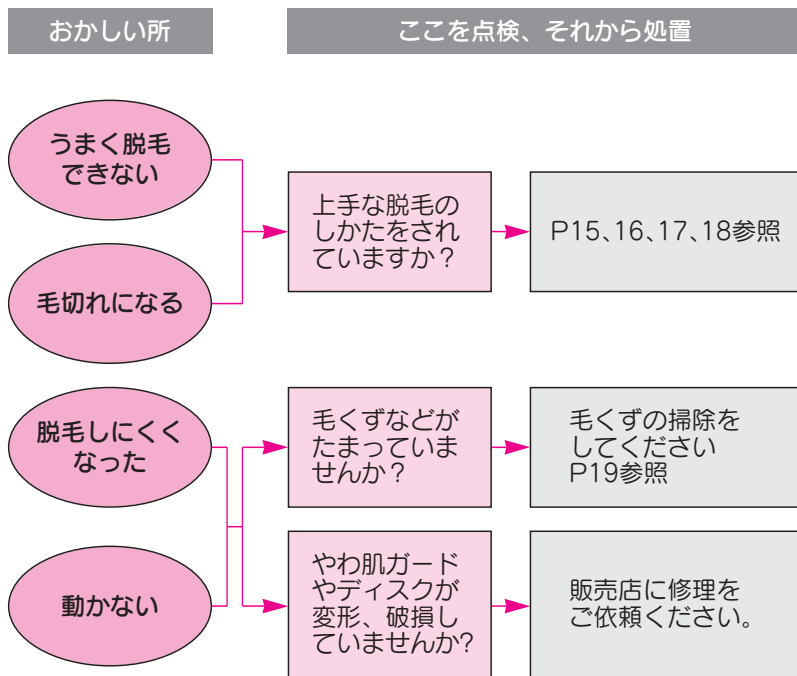 おかしい所
ここを点検、それから処置
うまく脱毛
できない
上手な脱毛の
しかたをされ
ていますか？
P15、16、17、18参照
毛切れになる
脱毛しにくく
なった
毛くずなどが
たまっていま
せんか？
毛くずの掃除を
してください
P19参照
動かない
やわ肌ガード
やディスクが
変形、破損し
ていませんか?
販売店に修理を
ご依頼ください。